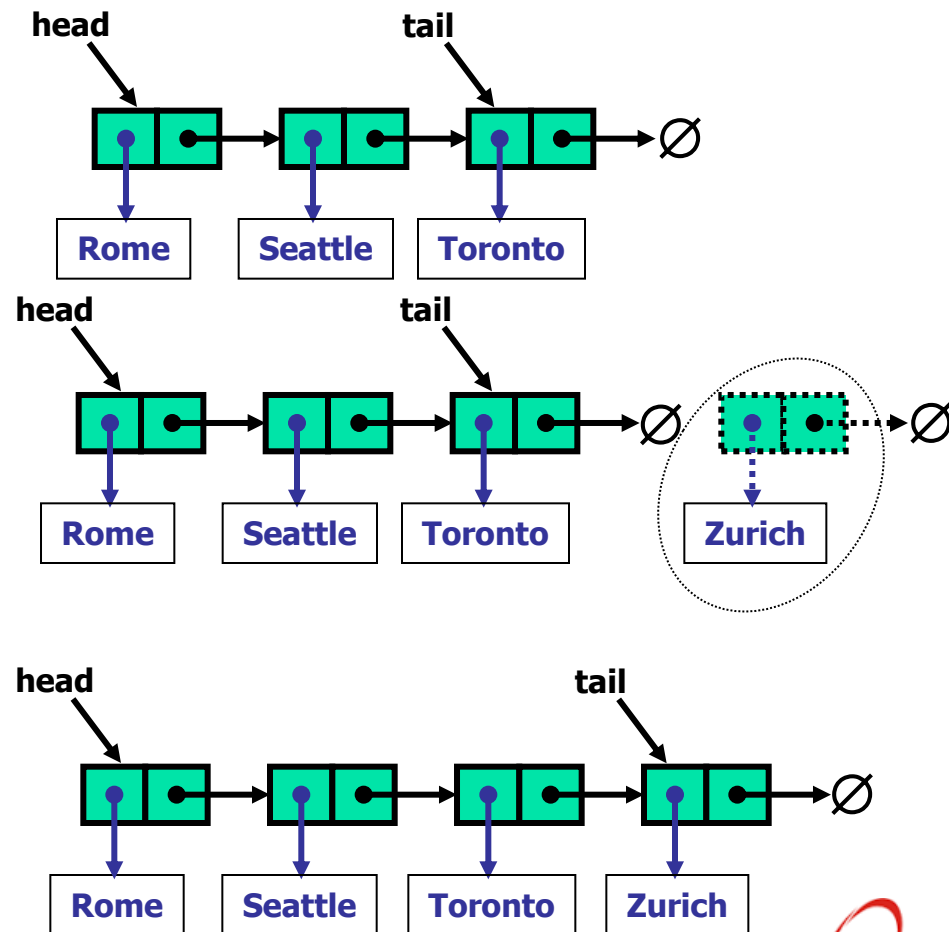 head tail
∅
Rome Seattle Toronto
head tail
∅ ∅
Rome Seattle Toronto Zurich
head tail
∅
Rome Seattle Toronto Zurich